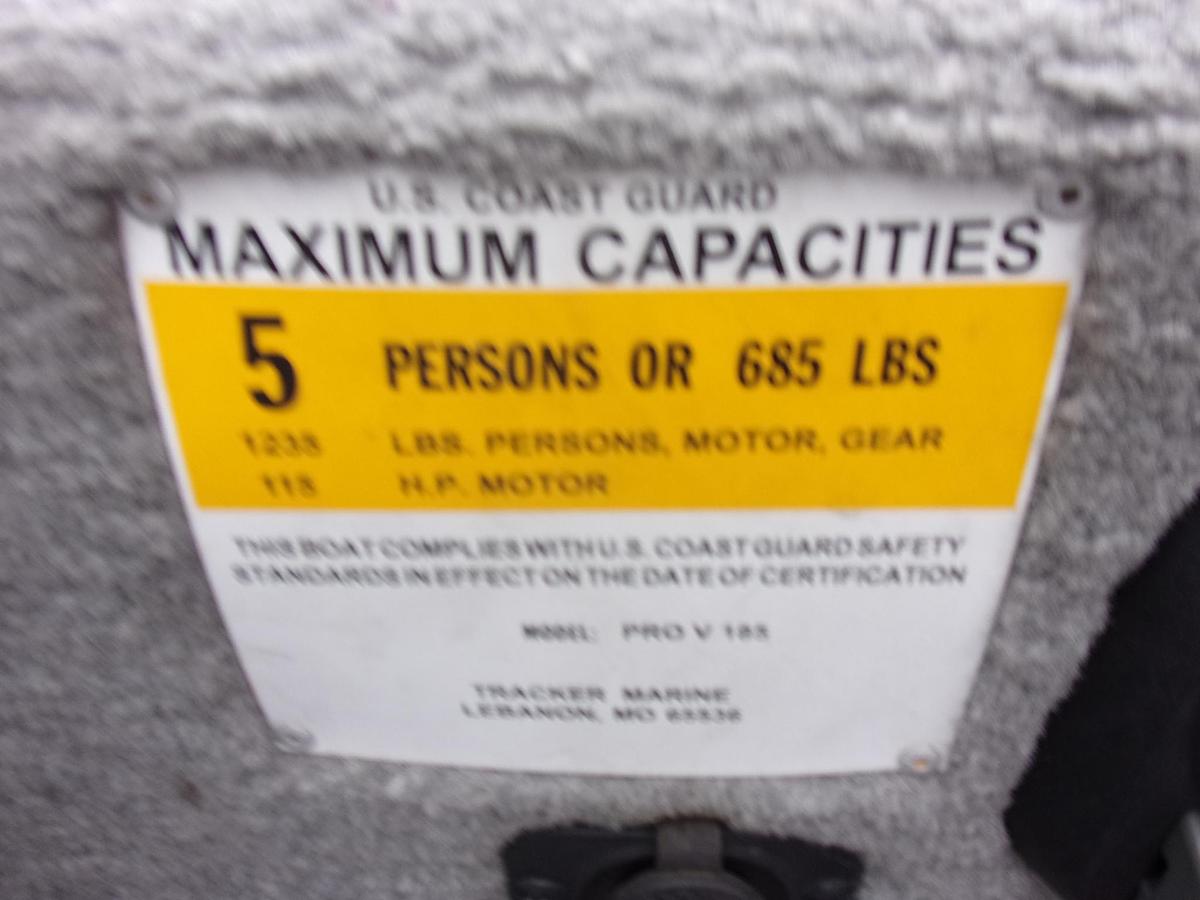 U.S. COAST GUARD
MAXIMUM CAPACITIES
5 PERSONS OR 685 LBS
1235 LBS. PERSONS, MOTOR, GEAR
115 H.P. MOTOR
THIS BOAT COMPLIES WITH U.S. COAST GUARD SAFETY
STANDARDS IN EFFECT ON THE DATE OF CERTIFICATION
MODEL: PRO V 185
TRACKER MARINE
LEBANON, MO 65536